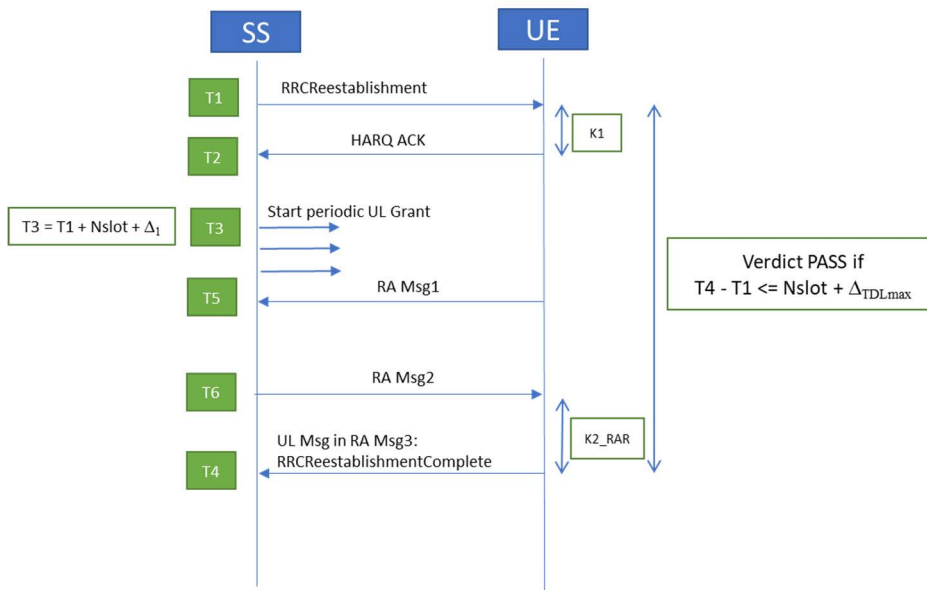 SS
UE
T1
RRCReestablishment
K1
T2
HARQ ACK
T3 = T1 + Nslot + Δ1
T3
Start periodic UL Grant
Verdict PASS if
T4 - T1 <= Nslot + ΔTDLmax
T5
RA Msg1
T6
RA Msg2
K2_RAR
UL Msg in RA Msg3:
RRCReestablishmentComplete
T4